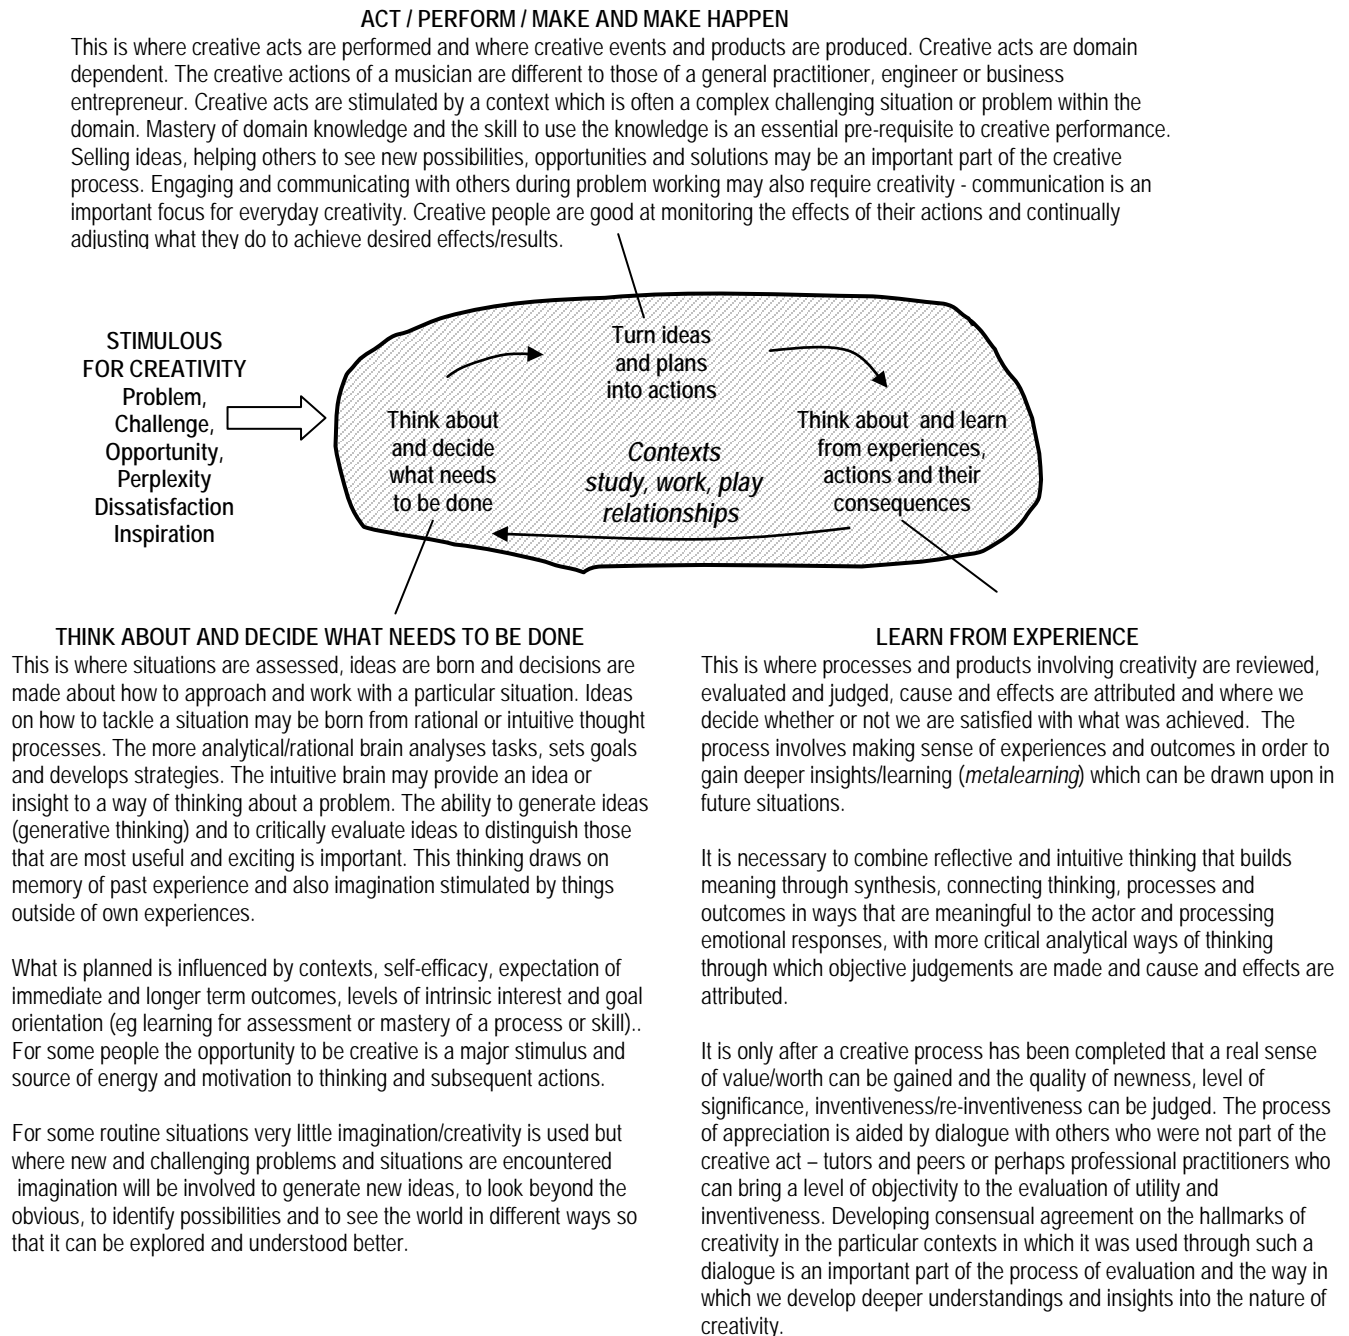 ACT / PERFORM / MAKE AND MAKE HAPPEN
This is where creative acts are performed and where creative events and products are produced. Creative acts are domain
dependent. The creative actions of a musician are different to those of a general practitioner, engineer or business
entrepreneur. Creative acts are stimulated by a context which is often a complex challenging situation or problem within the
domain. Mastery of domain knowledge and the skill to use the knowledge is an essential pre-requisite to creative performance.
Selling ideas, helping others to see new possibilities, opportunities and solutions may be an important part of the creative
process. Engaging and communicating with others during problem working may also require creativity - communication is an
important focus for everyday creativity. Creative people are good at monitoring the effects of their actions and continually
adjusting what they do to achieve desired effects/results.
STIMULOUS
FOR CREATIVITY
Problem,
Challenge,
Opportunity,
Perplexity
Dissatisfaction
Inspiration
Think about
and decide
what needs
to be done
Turn ideas
and plans
into actions
Contexts
study, work, play
relationships
Think about and learn
from experiences,
actions and their
consequences
THINK ABOUT AND DECIDE WHAT NEEDS TO BE DONE
This is where situations are assessed, ideas are born and decisions are
made about how to approach and work with a particular situation. Ideas
on how to tackle a situation may be born from rational or intuitive thought
processes. The more analytical/rational brain analyses tasks, sets goals
and develops strategies. The intuitive brain may provide an idea or
insight to a way of thinking about a problem. The ability to generate ideas
(generative thinking) and to critically evaluate ideas to distinguish those
that are most useful and exciting is important. This thinking draws on
memory of past experience and also imagination stimulated by things
outside of own experiences.
What is planned is influenced by contexts, self-efficacy, expectation of
immediate and longer term outcomes, levels of intrinsic interest and goal
orientation (eg learning for assessment or mastery of a process or skill)..
For some people the opportunity to be creative is a major stimulus and
source of energy and motivation to thinking and subsequent actions.
For some routine situations very little imagination/creativity is used but
where new and challenging problems and situations are encountered
imagination will be involved to generate new ideas, to look beyond the
obvious, to identify possibilities and to see the world in different ways so
that it can be explored and understood better.
LEARN FROM EXPERIENCE
This is where processes and products involving creativity are reviewed,
evaluated and judged, cause and effects are attributed and where we
decide whether or not we are satisfied with what was achieved. The
process involves making sense of experiences and outcomes in order to
gain deeper insights/learning (metalearning) which can be drawn upon in
future situations.
It is necessary to combine reflective and intuitive thinking that builds
meaning through synthesis, connecting thinking, processes and
outcomes in ways that are meaningful to the actor and processing
emotional responses, with more critical analytical ways of thinking
through which objective judgements are made and cause and effects are
attributed.
It is only after a creative process has been completed that a real sense
of value/worth can be gained and the quality of newness, level of
significance, inventiveness/re-inventiveness can be judged. The process
of appreciation is aided by dialogue with others who were not part of the
creative act – tutors and peers or perhaps professional practitioners who
can bring a level of objectivity to the evaluation of utility and
inventiveness. Developing consensual agreement on the hallmarks of
creativity in the particular contexts in which it was used through such a
dialogue is an important part of the process of evaluation and the way in
which we develop deeper understandings and insights into the nature of
creativity.